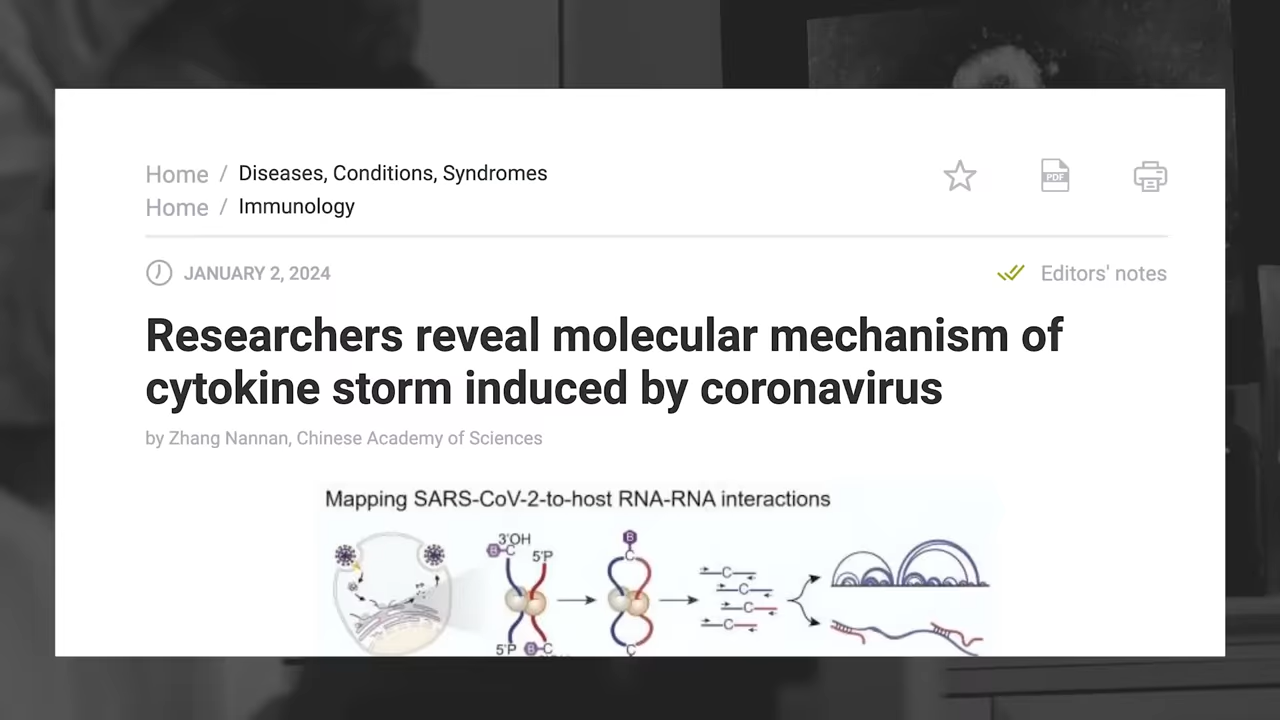 Home / Diseases, Conditions, Syndromes
Home / Immunology
PDF
JANUARY 2, 2024
Editors' notes
Researchers reveal molecular mechanism of
cytokine storm induced by coronavirus
by Zhang Nannan, Chinese Academy of Sciences
Mapping SARS-CoV-2-to-host RNA-RNA interactions
3'OH
B C
5'P
B
C
C
C
C
C
5'P
B C
C